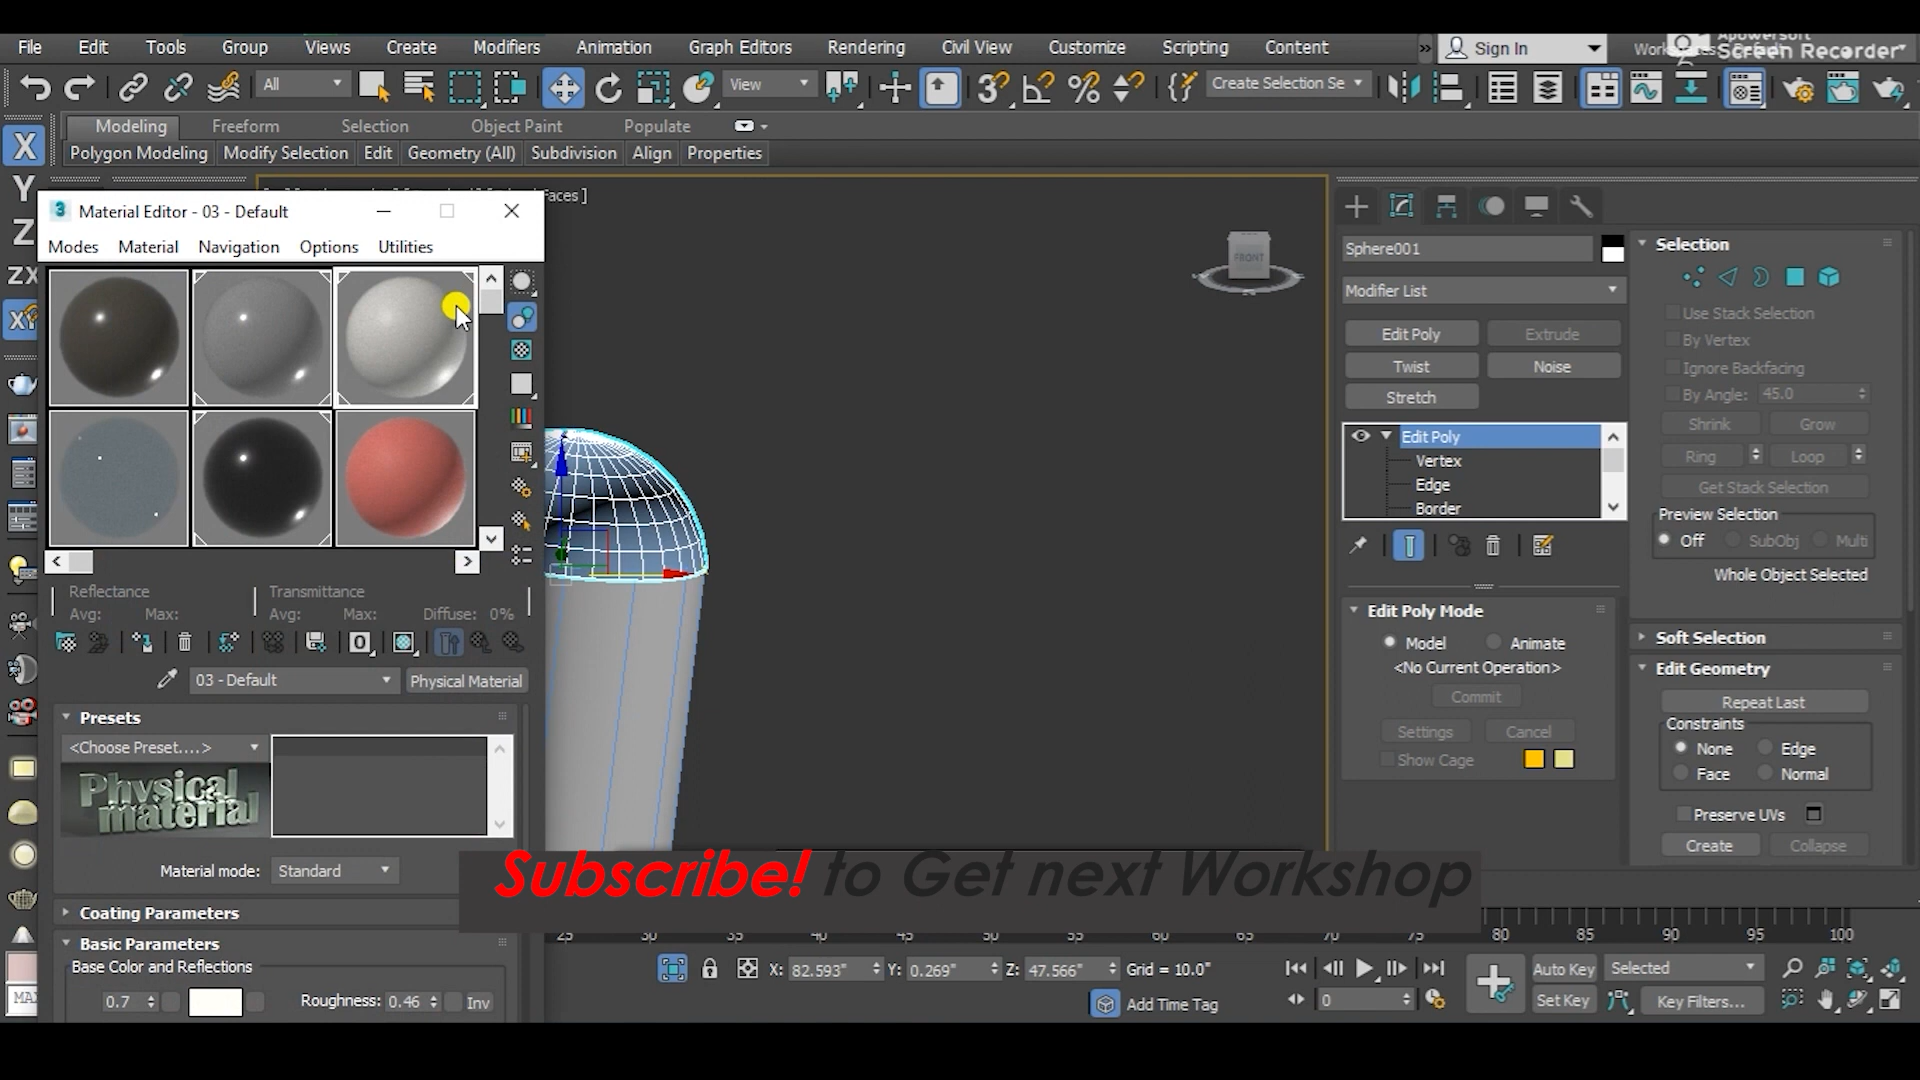 File Edit Tools Group Views Create Modifiers Animation Graph Editors Rendering Civil View Customize Scripting Content » Sign In
Apowersoft
Screen Recorder
All View Create Selection Se
Modeling Freeform Selection Object Paint Populate
Polygon Modeling Modify Selection Edit Geometry (All) Subdivision Align Properties
X
Y
Z
ZX
XY
Faces ]
3 Material Editor - 03 - Default
Modes Material Navigation Options Utilities
Reflectance Transmittance
Avg: Max: Avg: Max: Diffuse: 0%
03 - Default Physical Material
Presets
<Choose Preset....>
Physical
material
Material mode: Standard
Coating Parameters
Basic Parameters
Base Color and Reflections
0.7 Roughness: 0.46 Inv
FRONT
Sphere001
Modifier List
Edit Poly Extrude
Twist Noise
Stretch
Edit Poly
Vertex
Edge
Border
Edit Poly Mode
Model Animate
<No Current Operation>
Commit
Settings Cancel
Show Cage
Selection
Use Stack Selection
By Vertex
Ignore Backfacing
By Angle: 45.0
Shrink Grow
Ring Loop
Get Stack Selection
Preview Selection
Off SubObj Multi
Whole Object Selected
Soft Selection
Edit Geometry
Repeat Last
Constraints
None Edge
Face Normal
Preserve UVs
Create Collapse
Subscribe! to Get next Workshop
25 30 35 40 45 50 55 60 65 70 75 80 85 90 95 100
X: 82.593" Y: 0.269" Z: 47.566" Grid = 10.0" Auto Key Selected
Add Time Tag 0 Set Key Key Filters...
MAX